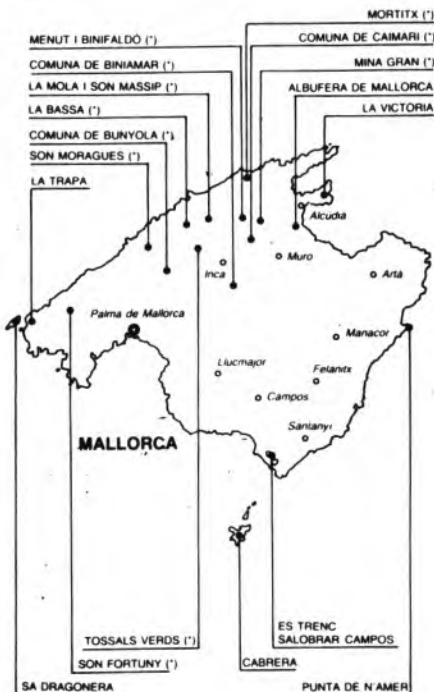 MORTITX (*)
MENUT I BINIFALDÓ (*)
COMUNA DE CAIMARI (*)
COMUNA DE BINIAMAR (*)
MINA GRAN (*)
LA MOLA I SON MASSIP (*)
ALBUFERA DE MALLORCA
LA BASSA (*)
LA VICTORIA
COMUNA DE BUNYOLA (*)
SON MORAGUES (*)
LA TRAPA
Alcúdia
Muro
Inca
Artà
Palma de Mallorca
Manacor
Llucmajor
Felanitx
Campos
MALLORCA
Santanyí
ES TRENC
SALOBRAR CAMPOS
TOSSALS VERDS (*)
SON FORTUNY (*)
CABRERA
SA DRAGONERA
PUNTA DE N'AMER